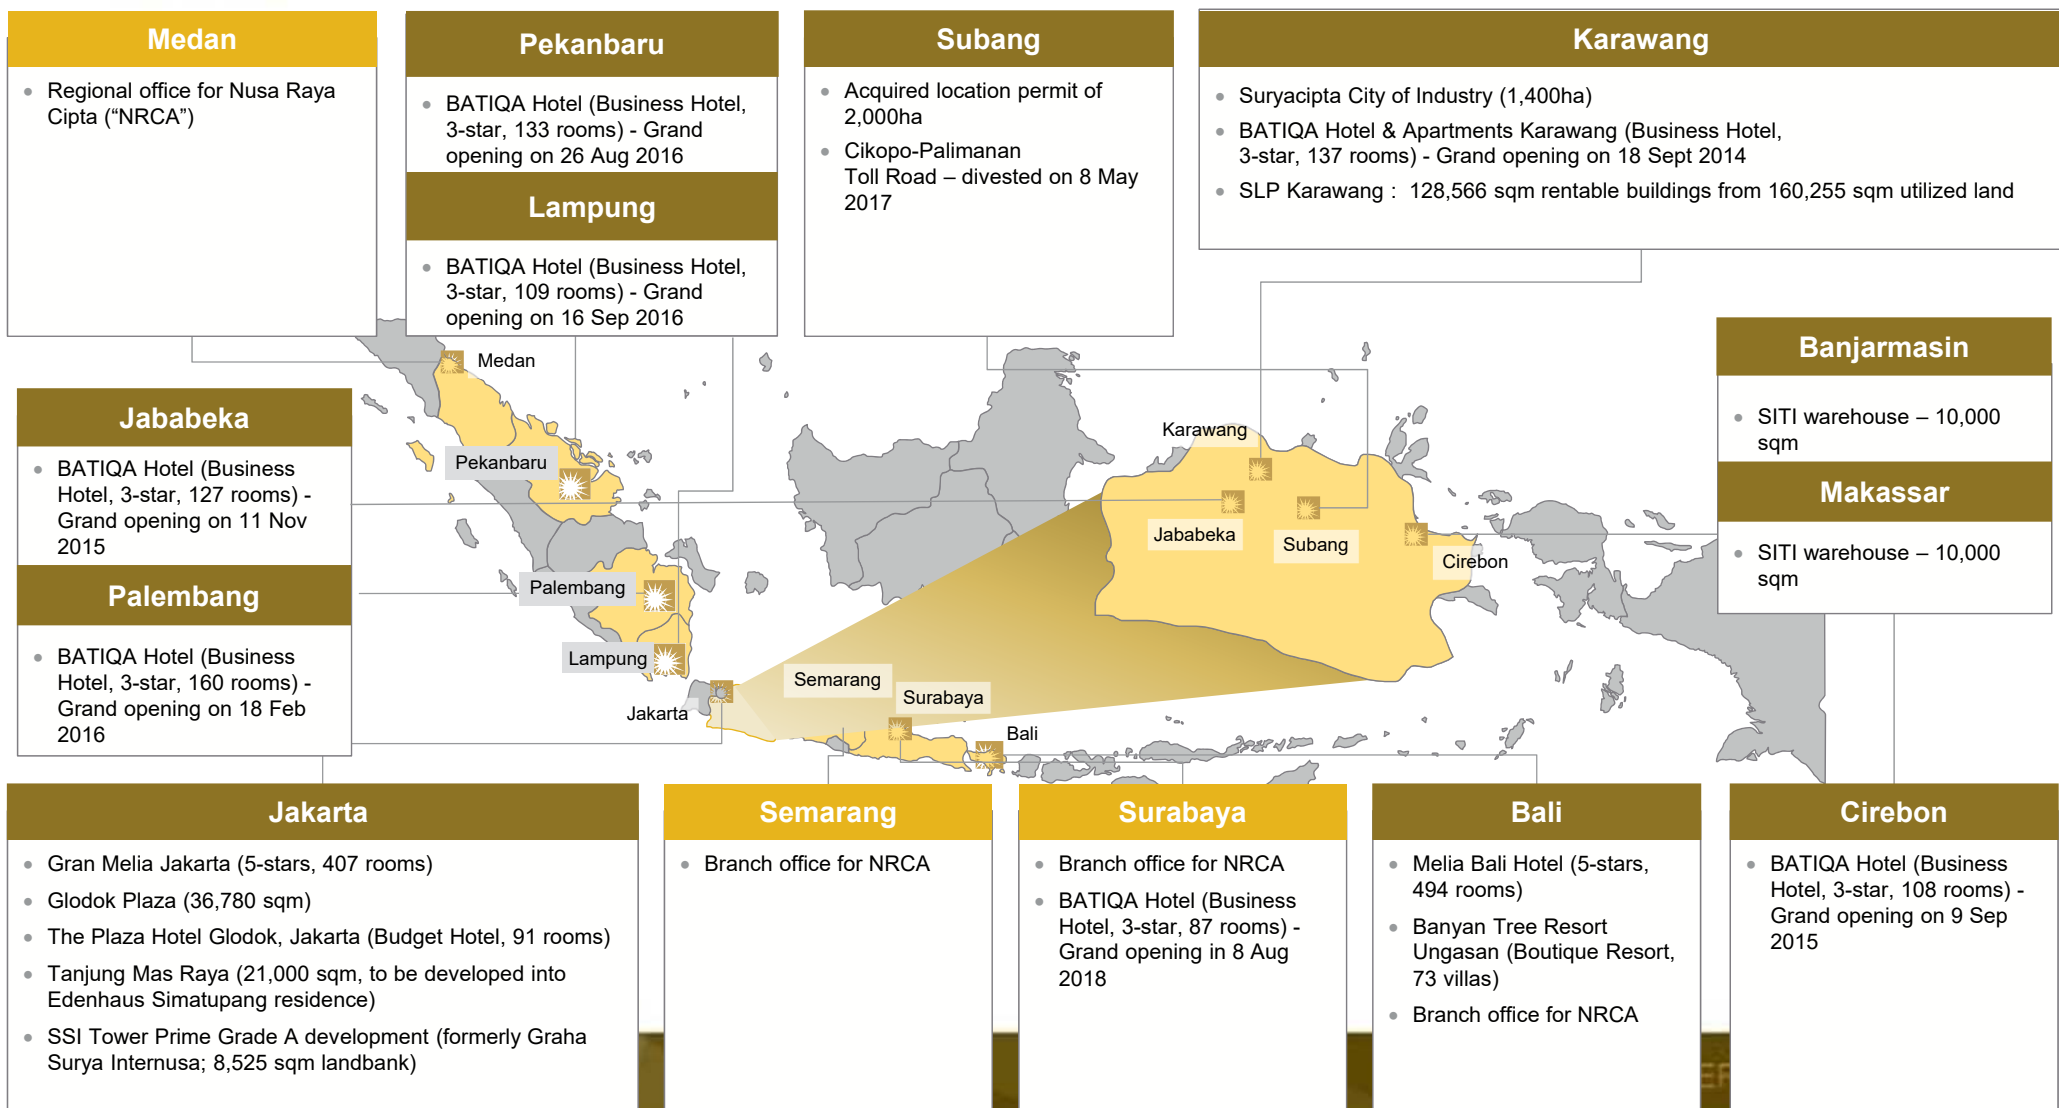 Medan
• Regional office for Nusa Raya
Cipta (“NRCA”)
Pekanbaru
• BATIQA Hotel (Business Hotel,
3-star, 133 rooms) - Grand
opening on 26 Aug 2016
Lampung
• BATIQA Hotel (Business Hotel,
3-star, 109 rooms) - Grand
opening on 16 Sep 2016
Subang
• Acquired location permit of
2,000ha
• Cikopo-Palimanan
Toll Road – divested on 8 May
2017
Karawang
• Suryacipta City of Industry (1,400ha)
• BATIQA Hotel & Apartments Karawang (Business Hotel,
3-star, 137 rooms) - Grand opening on 18 Sept 2014
• SLP Karawang : 128,566 sqm rentable buildings from 160,255 sqm utilized land
Banjarmasin
• SITI warehouse – 10,000
sqm
Makassar
• SITI warehouse – 10,000
sqm
Jababeka
• BATIQA Hotel (Business
Hotel, 3-star, 127 rooms) -
Grand opening on 11 Nov
2015
Palembang
• BATIQA Hotel (Business
Hotel, 3-star, 160 rooms) -
Grand opening on 18 Feb
2016
Medan
Pekanbaru
Palembang
Lampung
Jakarta
Semarang
Surabaya
Bali
Karawang
Jababeka
Subang
Cirebon
Jakarta
• Gran Melia Jakarta (5-stars, 407 rooms)
• Glodok Plaza (36,780 sqm)
• The Plaza Hotel Glodok, Jakarta (Budget Hotel, 91 rooms)
• Tanjung Mas Raya (21,000 sqm, to be developed into
Edenhaus Simatupang residence)
• SSI Tower Prime Grade A development (formerly Graha
Surya Internusa; 8,525 sqm landbank)
Semarang
• Branch office for NRCA
Surabaya
• Branch office for NRCA
• BATIQA Hotel (Business
Hotel, 3-star, 87 rooms) -
Grand opening in 8 Aug
2018
Bali
• Melia Bali Hotel (5-stars,
494 rooms)
• Banyan Tree Resort
Ungasan (Boutique Resort,
73 villas)
• Branch office for NRCA
Cirebon
• BATIQA Hotel (Business
Hotel, 3-star, 108 rooms) -
Grand opening on 9 Sep
2015